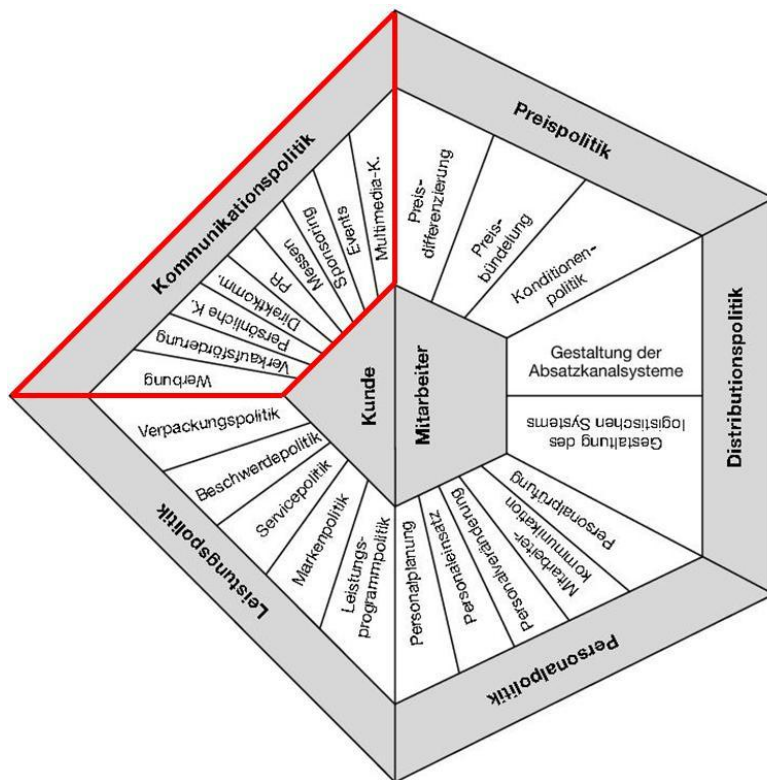 Kommunikationspolitik
Werbung
Verkaufsförderung
Persönliche K.
Direktkomm.
PR
Messen
Sponsoring
Events
Multimedia-K.
Preispolitik
Preis-
differenzierung
Preis-
bündelung
Konditionen-
politik
Distributionspolitik
Gestaltung der
Absatzkanalsysteme
Gestaltung des
logistischen Systems
Personalpolitik
Personalprüfung
Mitarbeiter-
kommunikation
Personalveränderung
Personaleinsatz
Personalplanung
Leistungspolitik
Leistungs-
programmpolitik
Markenpolitik
Servicepolitik
Beschwerdepolitik
Verpackungspolitik
Kunde
Mitarbeiter